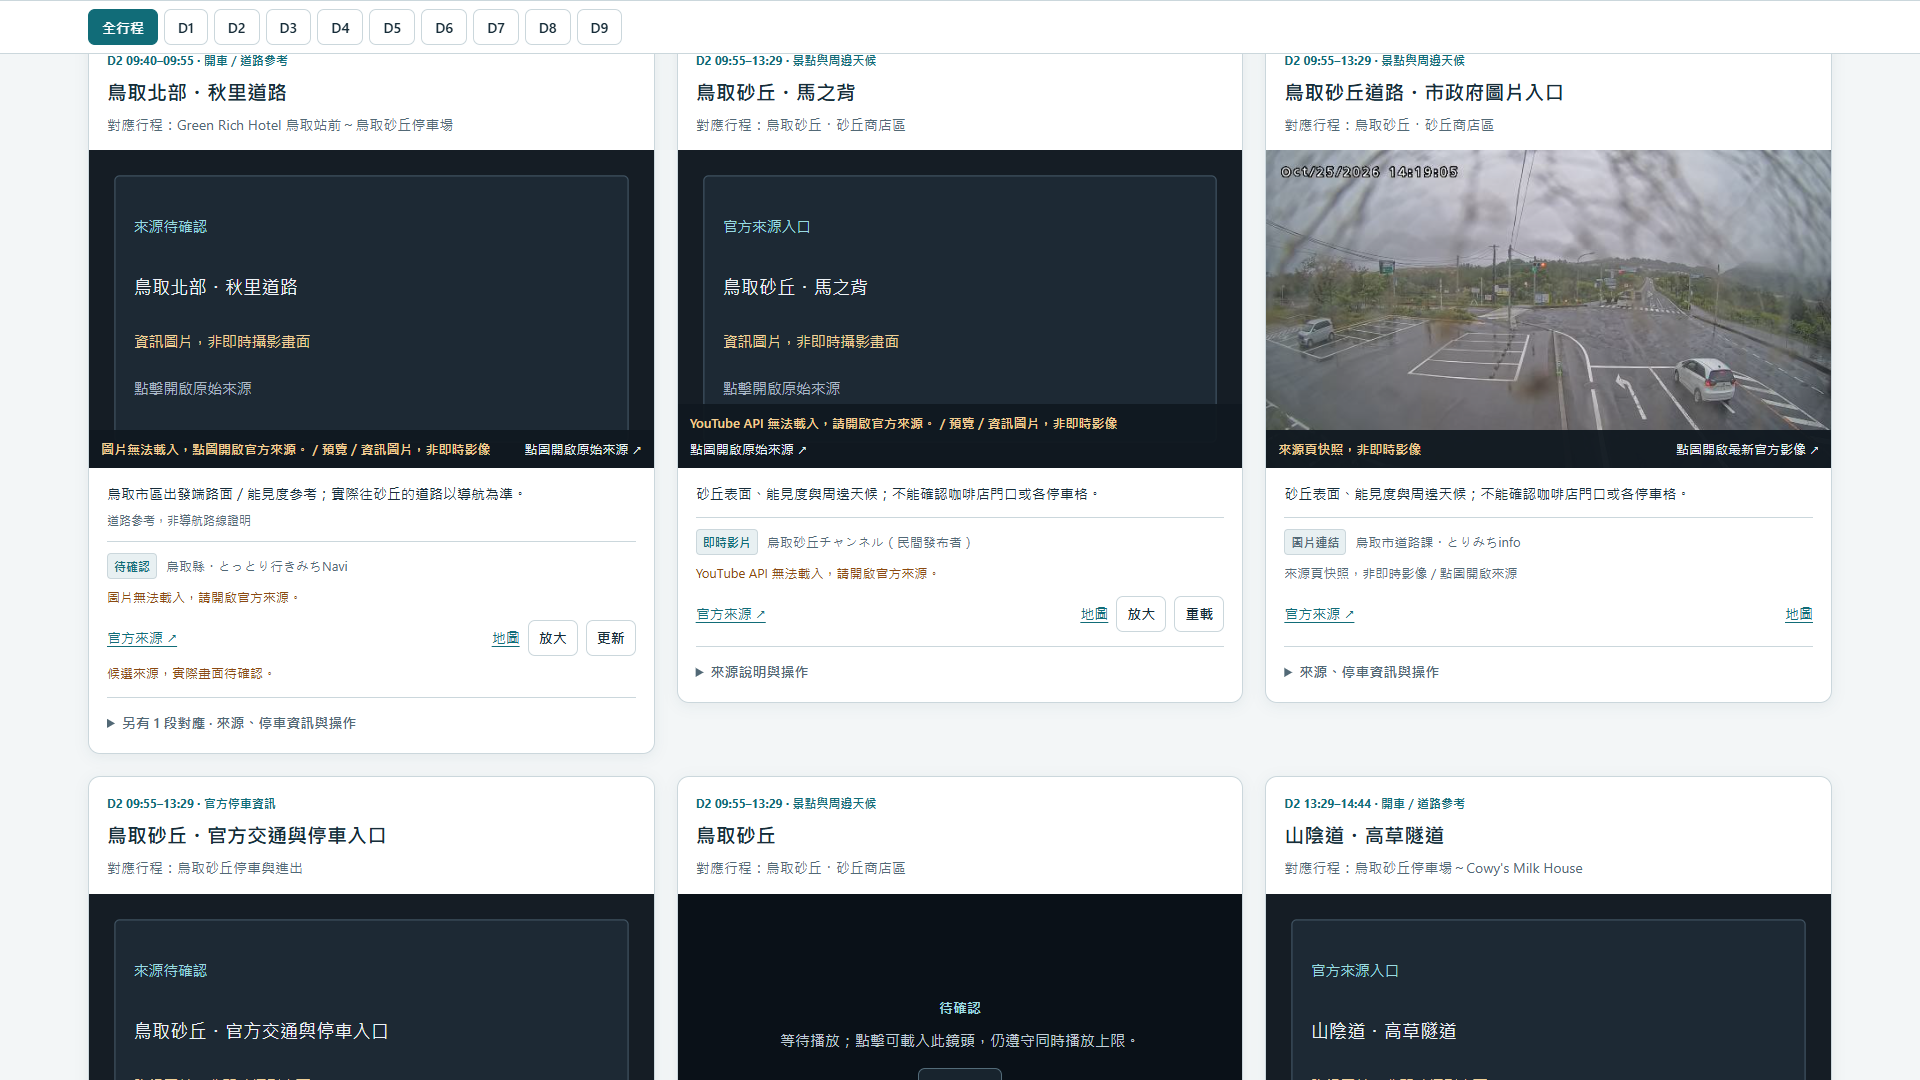 全行程 D1 D2 D3 D4 D5 D6 D7 D8 D9
D2 09:40–09:55 · 開車 / 道路參考
鳥取北部・秋里道路
對應行程：Green Rich Hotel 鳥取站前～鳥取砂丘停車場
來源待確認
鳥取北部・秋里道路
資訊圖片，非即時攝影畫面
點擊開啟原始來源
圖片無法載入，點圖開啟官方來源。 / 預覽 / 資訊圖片，非即時影像
點圖開啟原始來源 ↗
鳥取市區出發端路面 / 能見度參考；實際往砂丘的道路以導航為準。
道路參考，非導航路線證明
待確認 鳥取縣・とっとり行きみちNavi
圖片無法載入，請開啟官方來源。
官方來源 ↗ 地圖 放大 更新
候選來源，實際畫面待確認。
▶ 另有 1 段對應 · 來源、停車資訊與操作
D2 09:55–13:29 · 景點與周邊天候
鳥取砂丘・馬之背
對應行程：鳥取砂丘・砂丘商店區
官方來源入口
鳥取砂丘・馬之背
資訊圖片，非即時攝影畫面
點擊開啟原始來源
YouTube API 無法載入，請開啟官方來源。 / 預覽 / 資訊圖片，非即時影像
點圖開啟原始來源 ↗
砂丘表面、能見度與周邊天候；不能確認咖啡店門口或各停車格。
即時影片 鳥取砂丘チャンネル（民間發布者）
YouTube API 無法載入，請開啟官方來源。
官方來源 ↗ 地圖 放大 重載
▶ 來源說明與操作
D2 09:55–13:29 · 景點與周邊天候
鳥取砂丘道路・市政府圖片入口
對應行程：鳥取砂丘・砂丘商店區
Oct/25/2026 14:19:05
來源頁快照，非即時影像
點圖開啟最新官方影像 ↗
砂丘表面、能見度與周邊天候；不能確認咖啡店門口或各停車格。
圖片連結 鳥取市道路課・とりみちinfo
來源頁快照，非即時影像 / 點圖開啟來源
官方來源 ↗ 地圖
▶ 來源、停車資訊與操作
D2 09:55–13:29 · 官方停車資訊
鳥取砂丘・官方交通與停車入口
對應行程：鳥取砂丘停車與進出
來源待確認
鳥取砂丘・官方交通與停車入口
D2 09:55–13:29 · 景點與周邊天候
鳥取砂丘
對應行程：鳥取砂丘・砂丘商店區
待確認
等待播放；點擊可載入此鏡頭，仍遵守同時播放上限。
D2 13:29–14:44 · 開車 / 道路參考
山陰道・高草隧道
對應行程：鳥取砂丘停車場～Cowy's Milk House
官方來源入口
山陰道・高草隧道